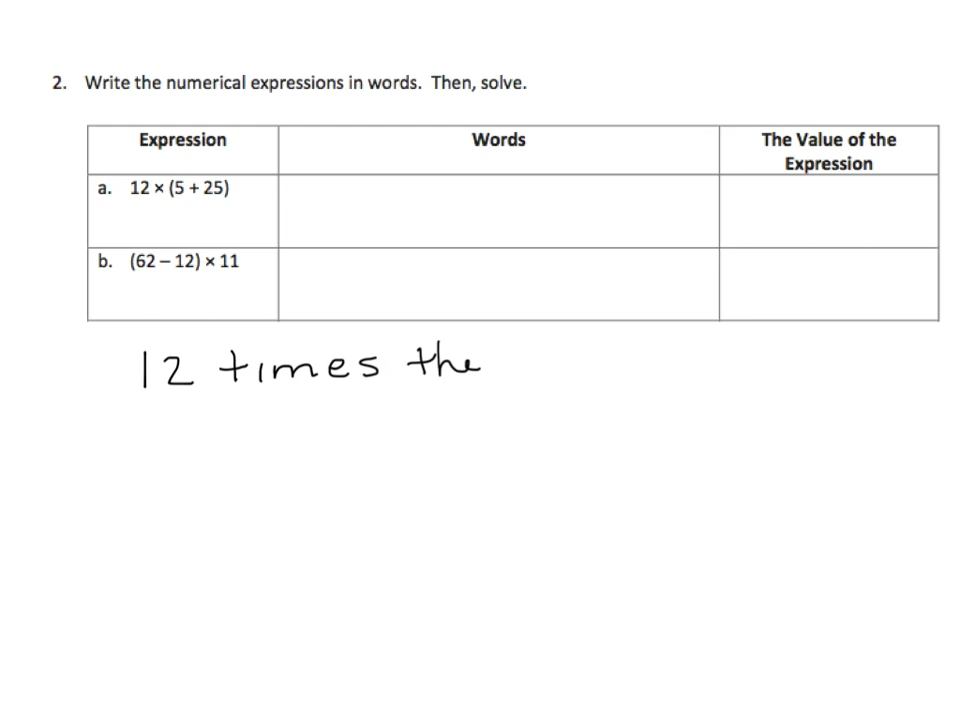 2. Write the numerical expressions in words. Then, solve.
Expression Words The Value of the
Expression
a. 12 × (5 + 25)
b. (62 – 12) × 11
12 times the